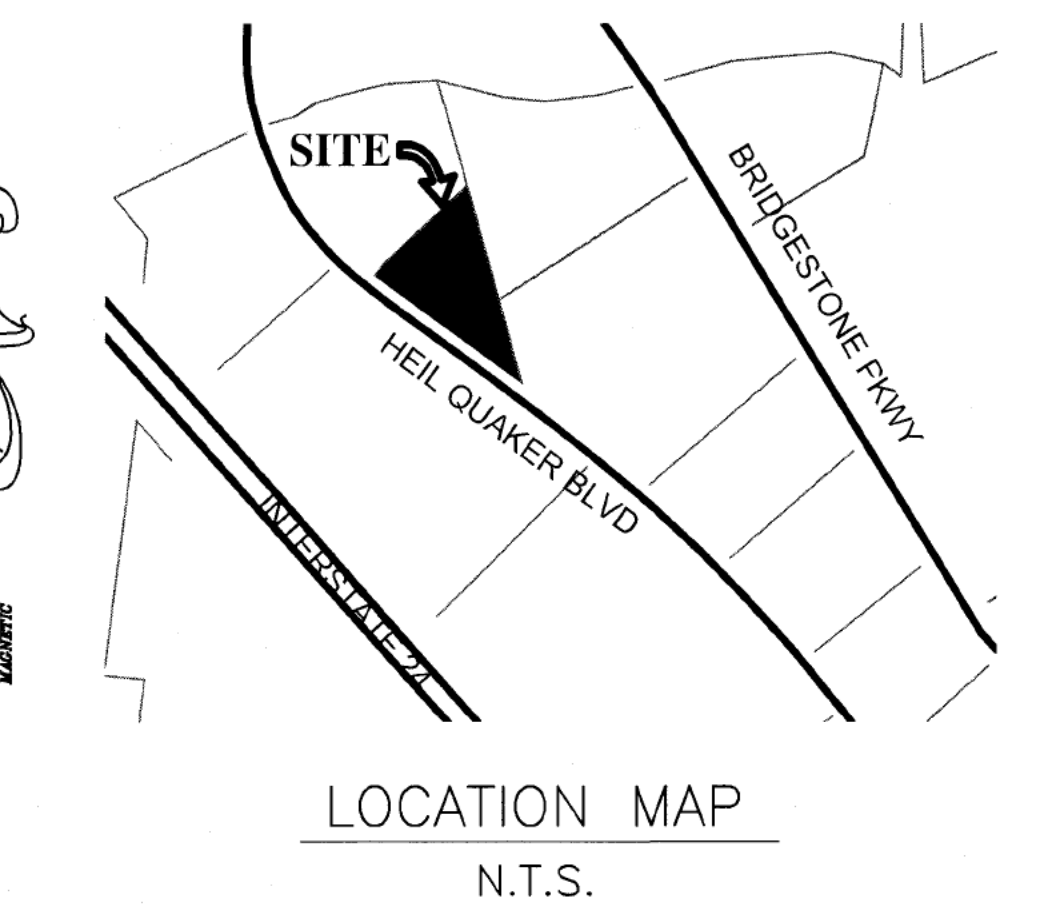 SITE
BRIDGESTONE PKWY
HEIL QUAKER BLVD
INTERSTATE 24
MAGNETIC
LOCATION MAP
N.T.S.